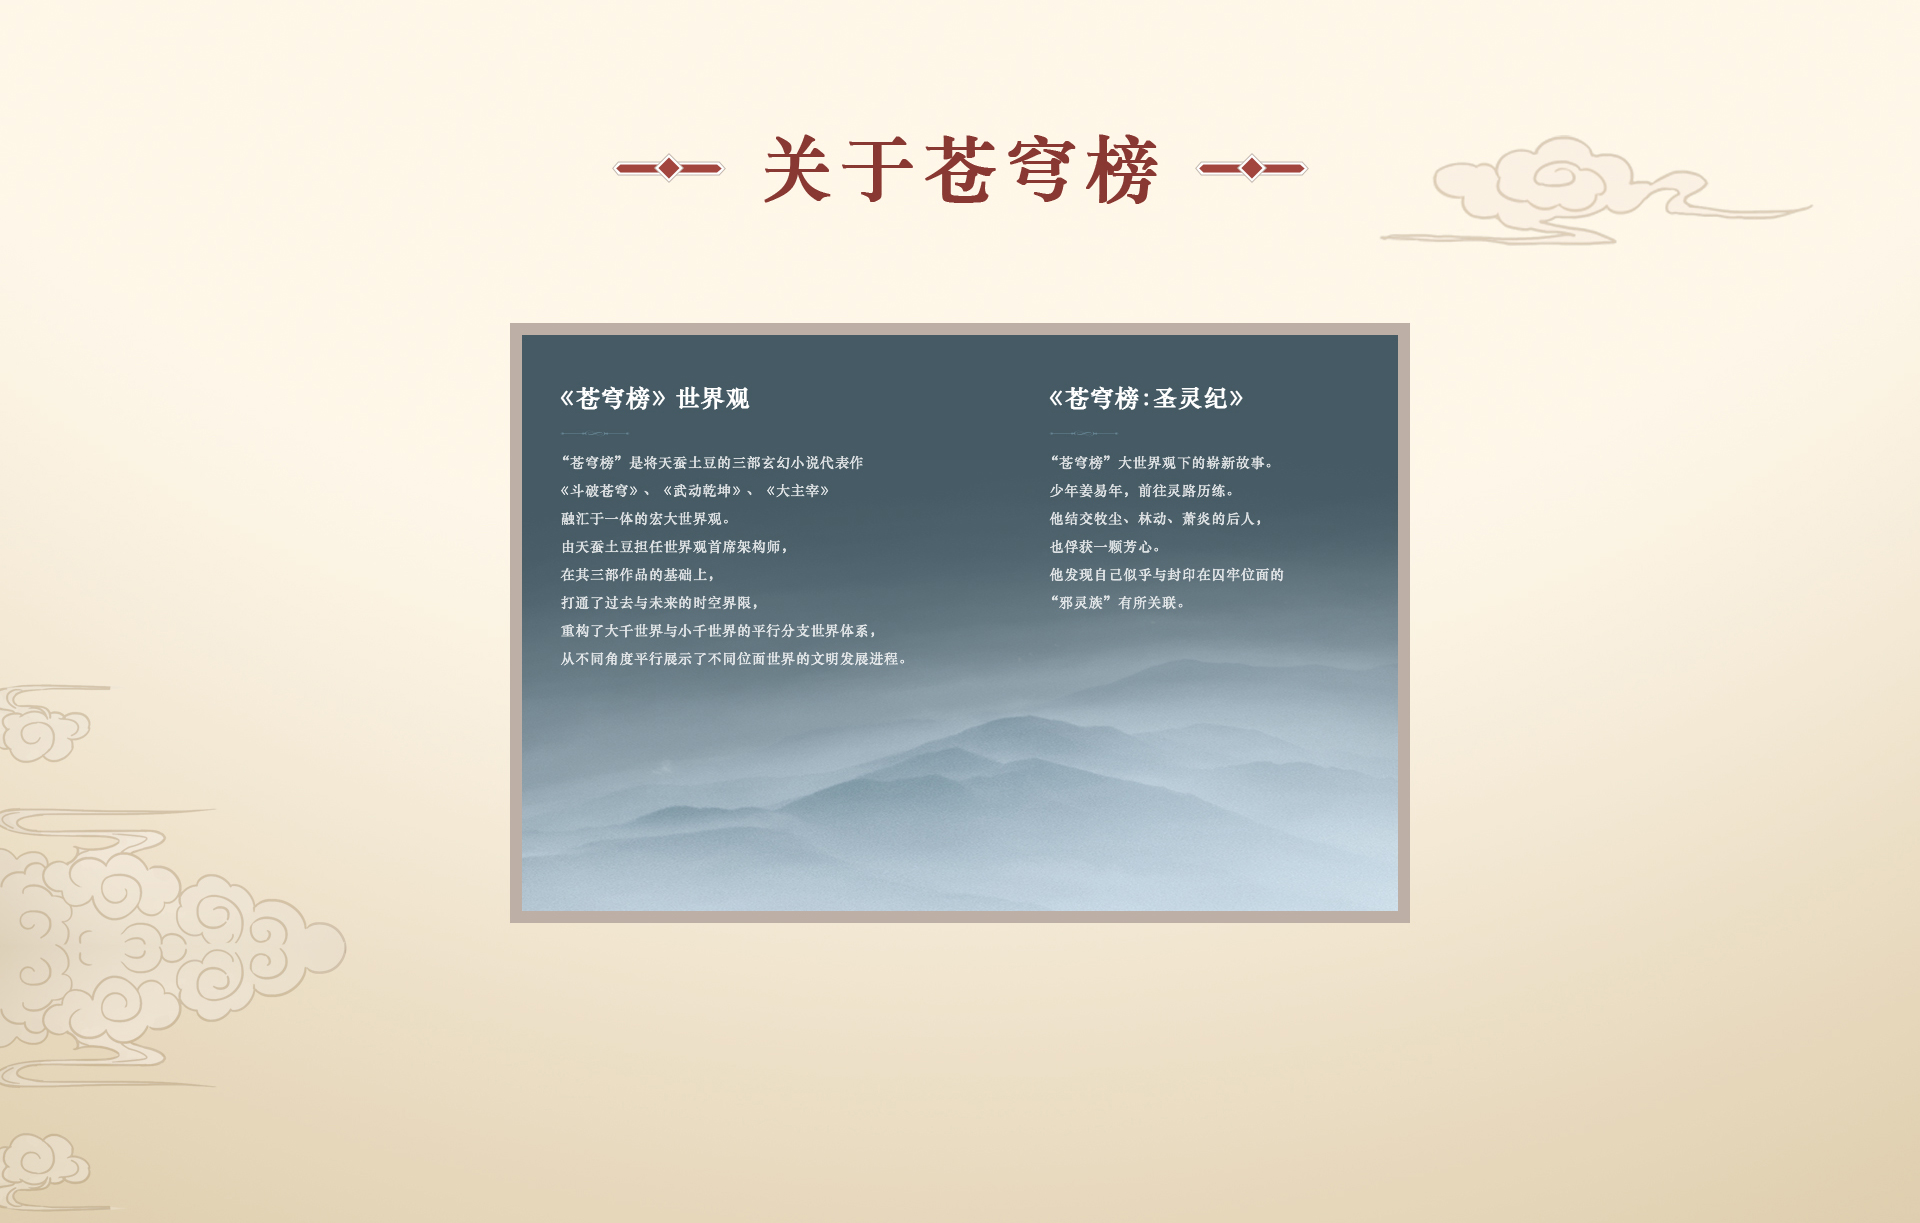 关于苍穹榜
《苍穹榜》世界观
“苍穹榜”是将天蚕土豆的三部玄幻小说代表作
《斗破苍穹》、《武动乾坤》、《大主宰》
融汇于一体的宏大世界观。
由天蚕土豆担任世界观首席架构师，
在其三部作品的基础上，
打通了过去与未来的时空界限，
重构了大千世界与小千世界的平行分支世界体系，
从不同角度平行展示了不同位面世界的文明发展进程。
《苍穹榜：圣灵纪》
“苍穹榜”大世界观下的崭新故事。
少年姜易年，前往灵路历练。
他结交牧尘、林动、萧炎的后人，
也俘获一颗芳心。
他发现自己似乎与封印在囚牢位面的
“邪灵族”有所关联。